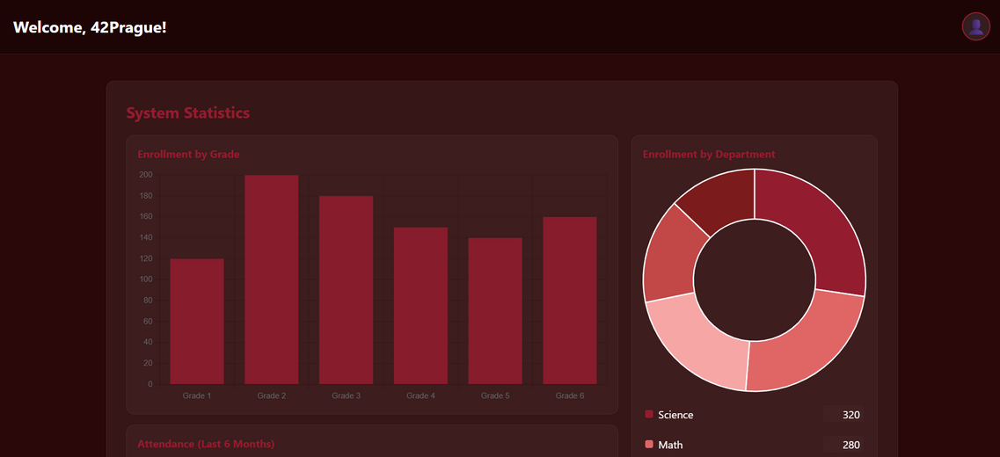 Welcome, 42Prague!
System Statistics
Enrollment by Grade
200
180
160
140
120
100
80
60
40
20
0
Grade 1 Grade 2 Grade 3 Grade 4 Grade 5 Grade 6
Attendance (Last 6 Months)
Enrollment by Department
Science 320
Math 280